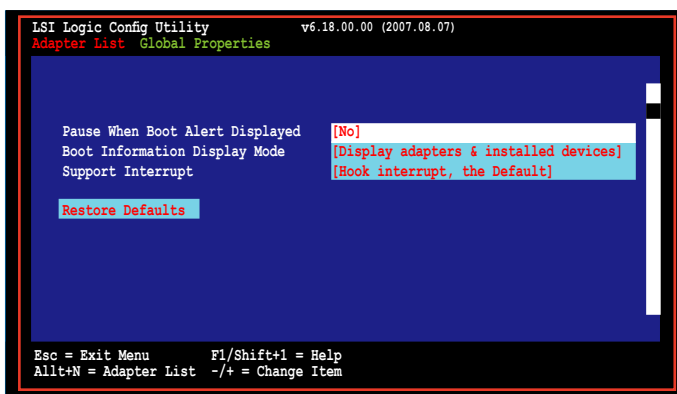 LSI Logic Config Utility v6.18.00.00 (2007.08.07)
Adapter List Global Properties
Pause When Boot Alert Displayed [No]
Boot Information Display Mode [Display adapters & installed devices]
Support Interrupt [Hook interrupt, the Default]
Restore Defaults
Esc = Exit Menu F1/Shift+1 = Help
Allt+N = Adapter List -/+ = Change Item